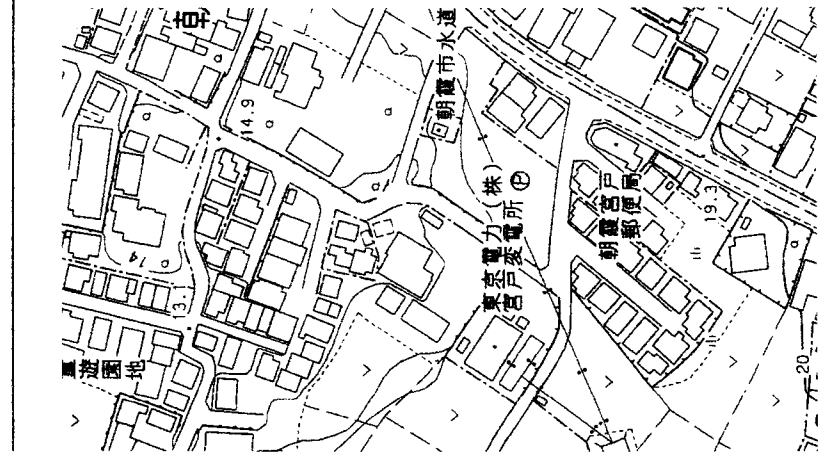 朝霞市水道
14.9
東京電力(株)
宮戸変電所
朝霞宮戸
郵便局
19.3
14
13.1
遊園地
20